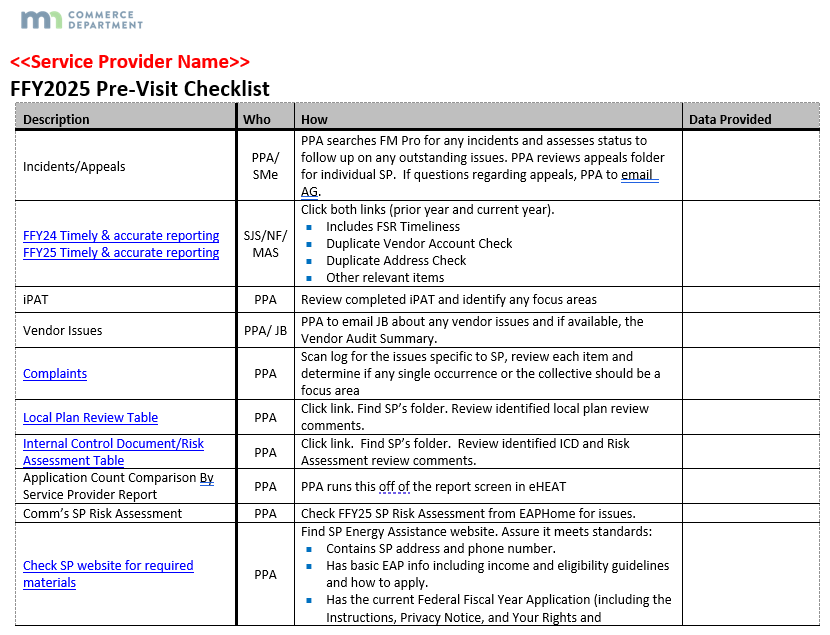 COMMERCE
DEPARTMENT
<<Service Provider Name>>
FFY2025 Pre-Visit Checklist
Description Who How Data Provided
Incidents/Appeals
PPA/
SMe
PPA searches FM Pro for any incidents and assesses status to
follow up on any outstanding issues. PPA reviews appeals folder
for individual SP.  If questions regarding appeals, PPA to email
AG.
FFY24 Timely & accurate reporting
FFY25 Timely & accurate reporting
SJS/NF/
MAS
Click both links (prior year and current year).
▪ Includes FSR Timeliness
▪ Duplicate Vendor Account Check
▪ Duplicate Address Check
▪ Other relevant items
iPAT PPA Review completed iPAT and identify any focus areas
Vendor Issues PPA/ JB
PPA to email JB about any vendor issues and if available, the
Vendor Audit Summary.
Complaints PPA
Scan log for the issues specific to SP, review each item and
determine if any single occurrence or the collective should be a
focus area
Local Plan Review Table PPA
Click link. Find SP’s folder. Review identified local plan review
comments.
Internal Control Document/Risk
Assessment Table
PPA
Click link.  Find SP’s folder.  Review identified ICD and Risk
Assessment review comments.
Application Count Comparison By
Service Provider Report
PPA PPA runs this off of the report screen in eHEAT
Comm’s SP Risk Assessment PPA Check FFY25 SP Risk Assessment from EAPHome for issues.
Check SP website for required
materials
PPA
Find SP Energy Assistance website. Assure it meets standards:
▪ Contains SP address and phone number.
▪ Has basic EAP info including income and eligibility guidelines
and how to apply.
▪ Has the current Federal Fiscal Year Application (including the
Instructions, Privacy Notice, and Your Rights and